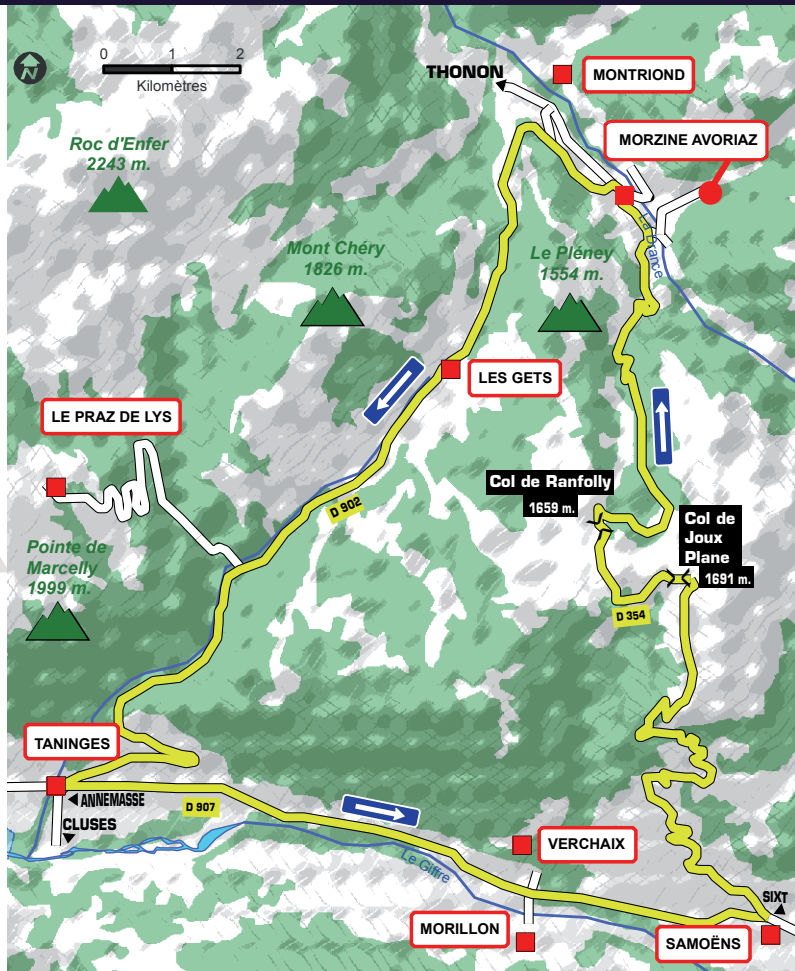 N
0 1 2
Kilomètres
THONON
MONTRIOND
MORZINE AVORIAZ
Roc d'Enfer
2243 m.
La Drance
Mont Chéry
1826 m.
Le Pléney
1554 m.
LES GETS
LE PRAZ DE LYS
Col de Ranfolly
1659 m.
D 902
Col de
Joux
Plane
1691 m.
Pointe de
Marcelly
1999 m.
D 354
TANINGES
ANNEMASSE
D 907
CLUSES
VERCHAIX
Le Giffre
SIXT
MORILLON
SAMOËNS